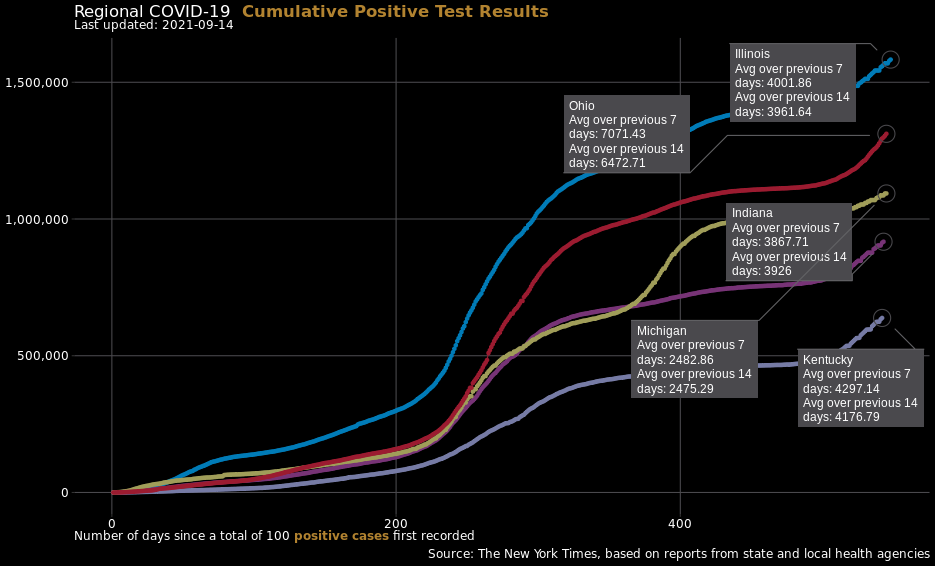 Regional COVID-19 Cumulative Positive Test Results
Last updated: 2021-09-14
1,500,000
1,000,000
500,000
0
Illinois
Avg over previous 7
days: 4001.86
Avg over previous 14
days: 3961.64
Ohio
Avg over previous 7
days: 7071.43
Avg over previous 14
days: 6472.71
Indiana
Avg over previous 7
days: 3867.71
Avg over previous 14
days: 3926
Michigan
Avg over previous 7
days: 2482.86
Avg over previous 14
days: 2475.29
Kentucky
Avg over previous 7
days: 4297.14
Avg over previous 14
days: 4176.79
0
200
400
Number of days since a total of 100 positive cases first recorded
Source: The New York Times, based on reports from state and local health agencies